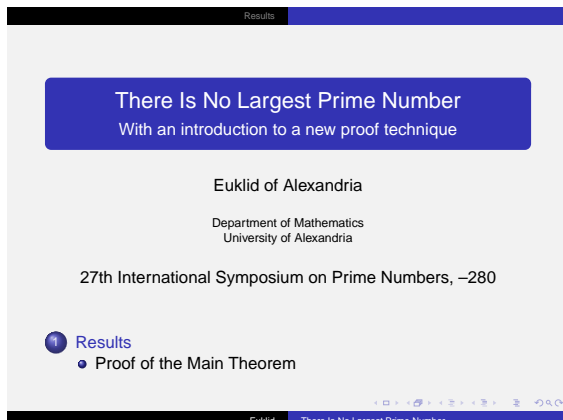 Results
There Is No Largest Prime Number
With an introduction to a new proof technique
Euklid of Alexandria
Department of Mathematics
University of Alexandria
27th International Symposium on Prime Numbers, –280
1 Results
Proof of the Main Theorem
Euklid There Is No Largest Prime Number